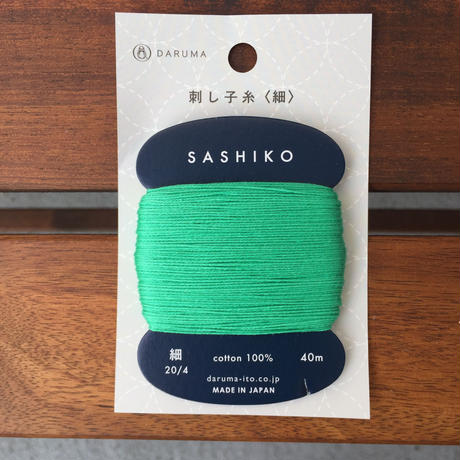 DARUMA
刺し子糸〈細〉
SASHIKO
細 cotton 100% 40m
20/4
daruma-ito.co.jp
MADE IN JAPAN